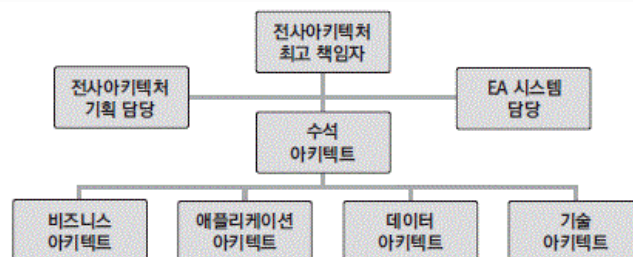 전사아키텍처
최고 책임자
전사아키텍처
기획 담당
EA 시스템
담당
수석
아키텍트
비즈니스
아키텍트
애플리케이션
아키텍트
데이터
아키텍트
기술
아키텍트